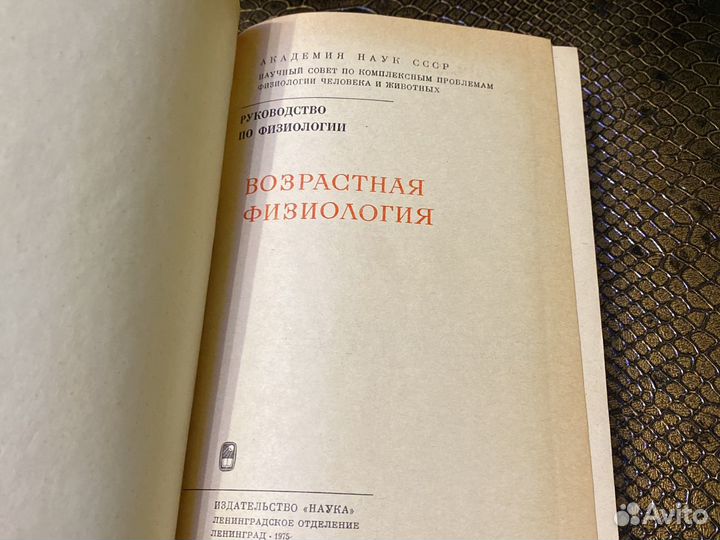 АКАДЕМИЯ НАУК СССР
НАУЧНЫЙ СОВЕТ ПО КОМПЛЕКСНЫМ ПРОБЛЕМАМ
ФИЗИОЛОГИИ ЧЕЛОВЕКА И ЖИВОТНЫХ
РУКОВОДСТВО
ПО ФИЗИОЛОГИИ
ВОЗРАСТНАЯ
ФИЗИОЛОГИЯ
ИЗДАТЕЛЬСТВО «НАУКА»
ЛЕНИНГРАДСКОЕ ОТДЕЛЕНИЕ
ЛЕНИНГРАД · 1975
Avito